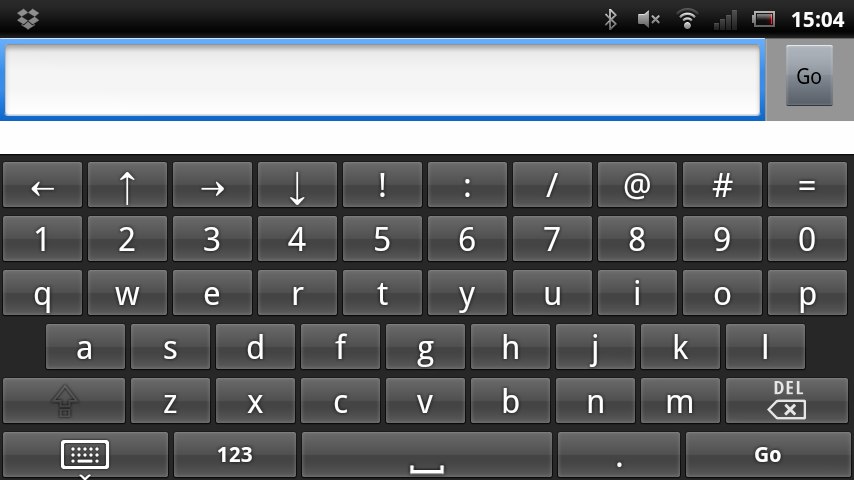 15:04
Go
← ↑ → ↓ ! : / @ # =
1 2 3 4 5 6 7 8 9 0
q w e r t y u i o p
a s d f g h j k l
z x c v b n m DEL
123 . Go